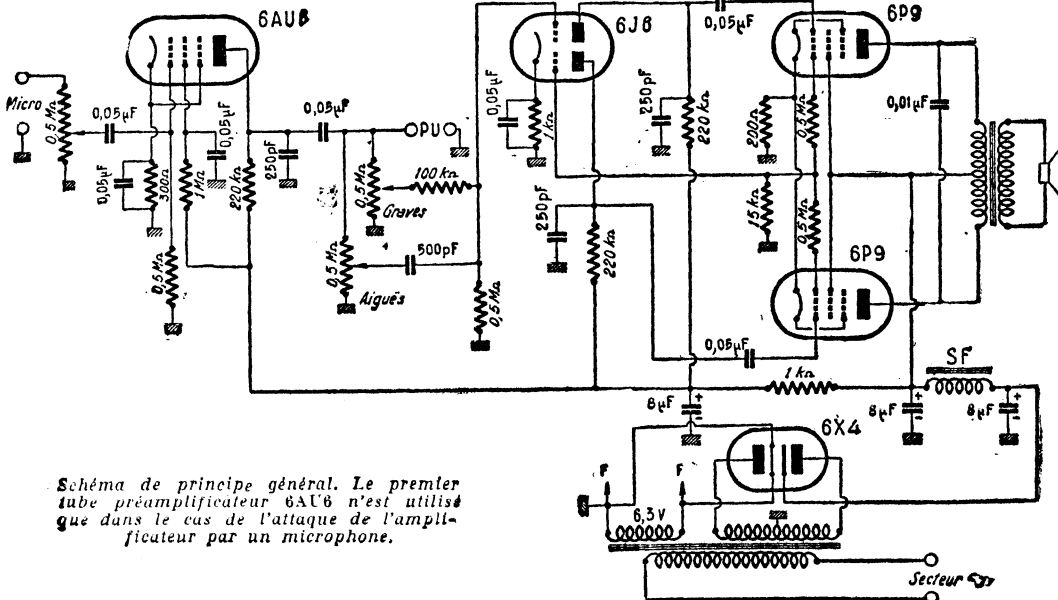 6AU6
6J6
6P9
0,05µF
Micro
0,5 MΩ
0,05µF
0,05µF
300Ω
1 MΩ
0,05µF
220 kΩ
250pF
0,05µF
PU
0,5 MΩ
100 kΩ
Graves
0,5 MΩ
500pF
Aiguës
0,5 MΩ
0,5 MΩ
0,05µF
1 kΩ
250pF
220 kΩ
250pF
220 kΩ
200Ω
0,5 MΩ
15 kΩ
0,5 MΩ
0,01µF
6P9
0,05µF
1 kΩ
SF
8µF
+
-
8µF
+
-
8µF
+
-
6X4
F
F
6,3 V
Secteur
Schéma de principe général. Le premier
tube préamplificateur 6AU6 n'est utilisé
que dans le cas de l'attaque de l'ampli-
ficateur par un microphone.